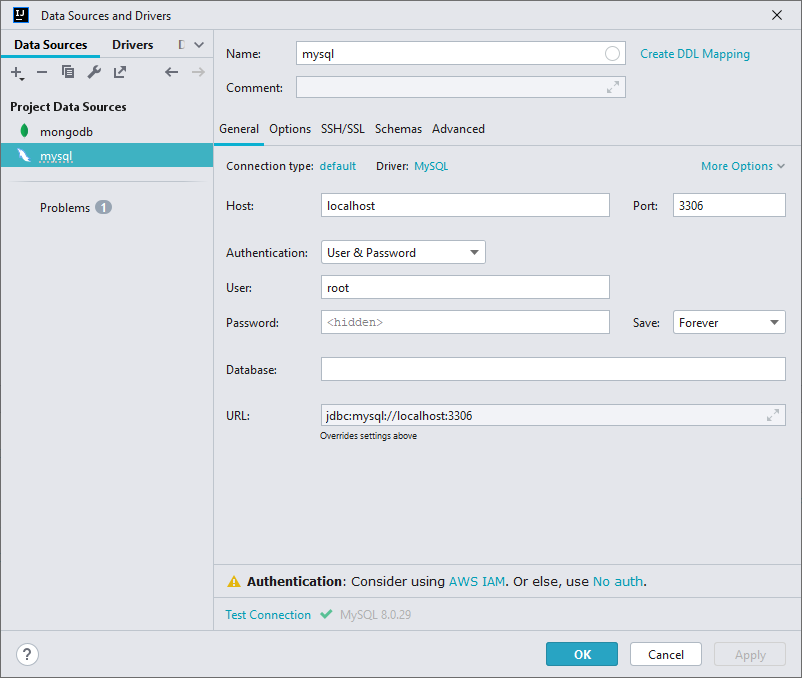 Data Sources and Drivers
Data Sources Drivers
Project Data Sources
mongodb
mysql
Problems 1
Name: mysql Create DDL Mapping
Comment:
General Options SSH/SSL Schemas Advanced
Connection type: default Driver: MySQL More Options
Host: localhost Port: 3306
Authentication: User & Password
User: root
Password: <hidden> Save: Forever
Database:
URL: jdbc:mysql://localhost:3306
Overrides settings above
Authentication: Consider using AWS IAM. Or else, use No auth.
Test Connection MySQL 8.0.29
? OK Cancel Apply